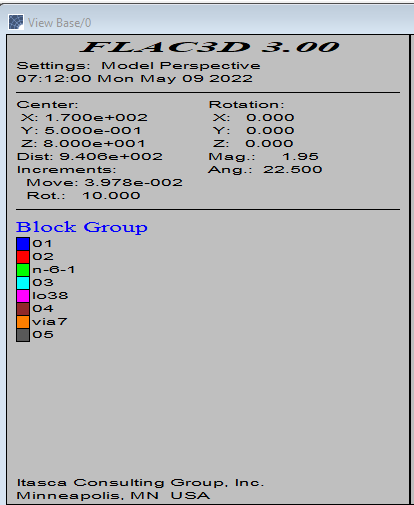 View Base/0
FLAC3D 3.00
Settings: Model Perspective
07:12:00 Mon May 09 2022
Center: Rotation:
X: 1.700e+002 X: 0.000
Y: 5.000e-001 Y: 0.000
Z: 8.000e+001 Z: 0.000
Dist: 9.406e+002 Mag.: 1.95
Increments: Ang.: 22.500
Move: 3.978e-002
Rot.: 10.000
Block Group
01
02
n-6-1
03
lo38
04
via7
05
Itasca Consulting Group, Inc.
Minneapolis, MN USA